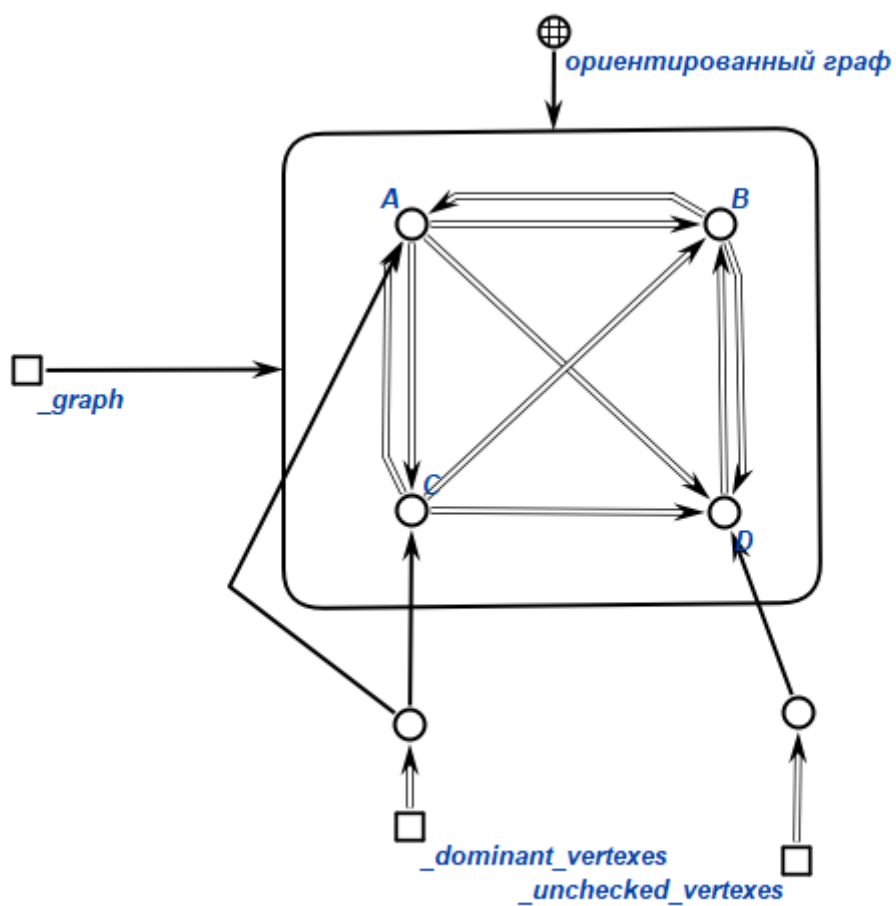 ориентированный граф
A
B
_graph
C
D
_dominant_vertexes
_unchecked_vertexes